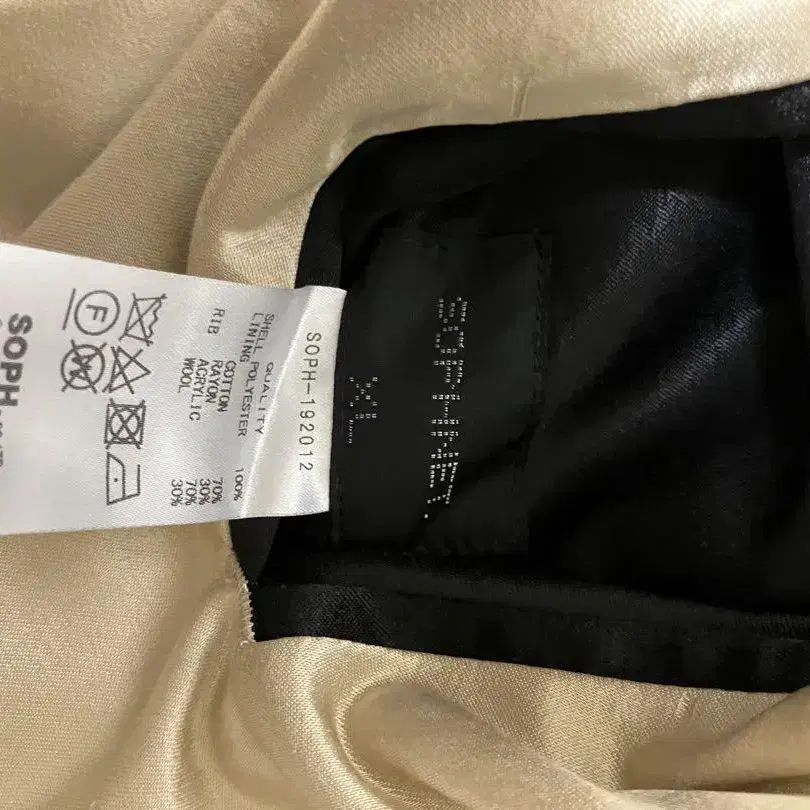 SOPHNET.
XL
SOPH-192012
SHELL QUALITY
LINING POLYESTER 100%
COTTON 70%
RAYON 30%
RIB ACRYLIC 70%
WOOL 30%
F
W
SOPH.